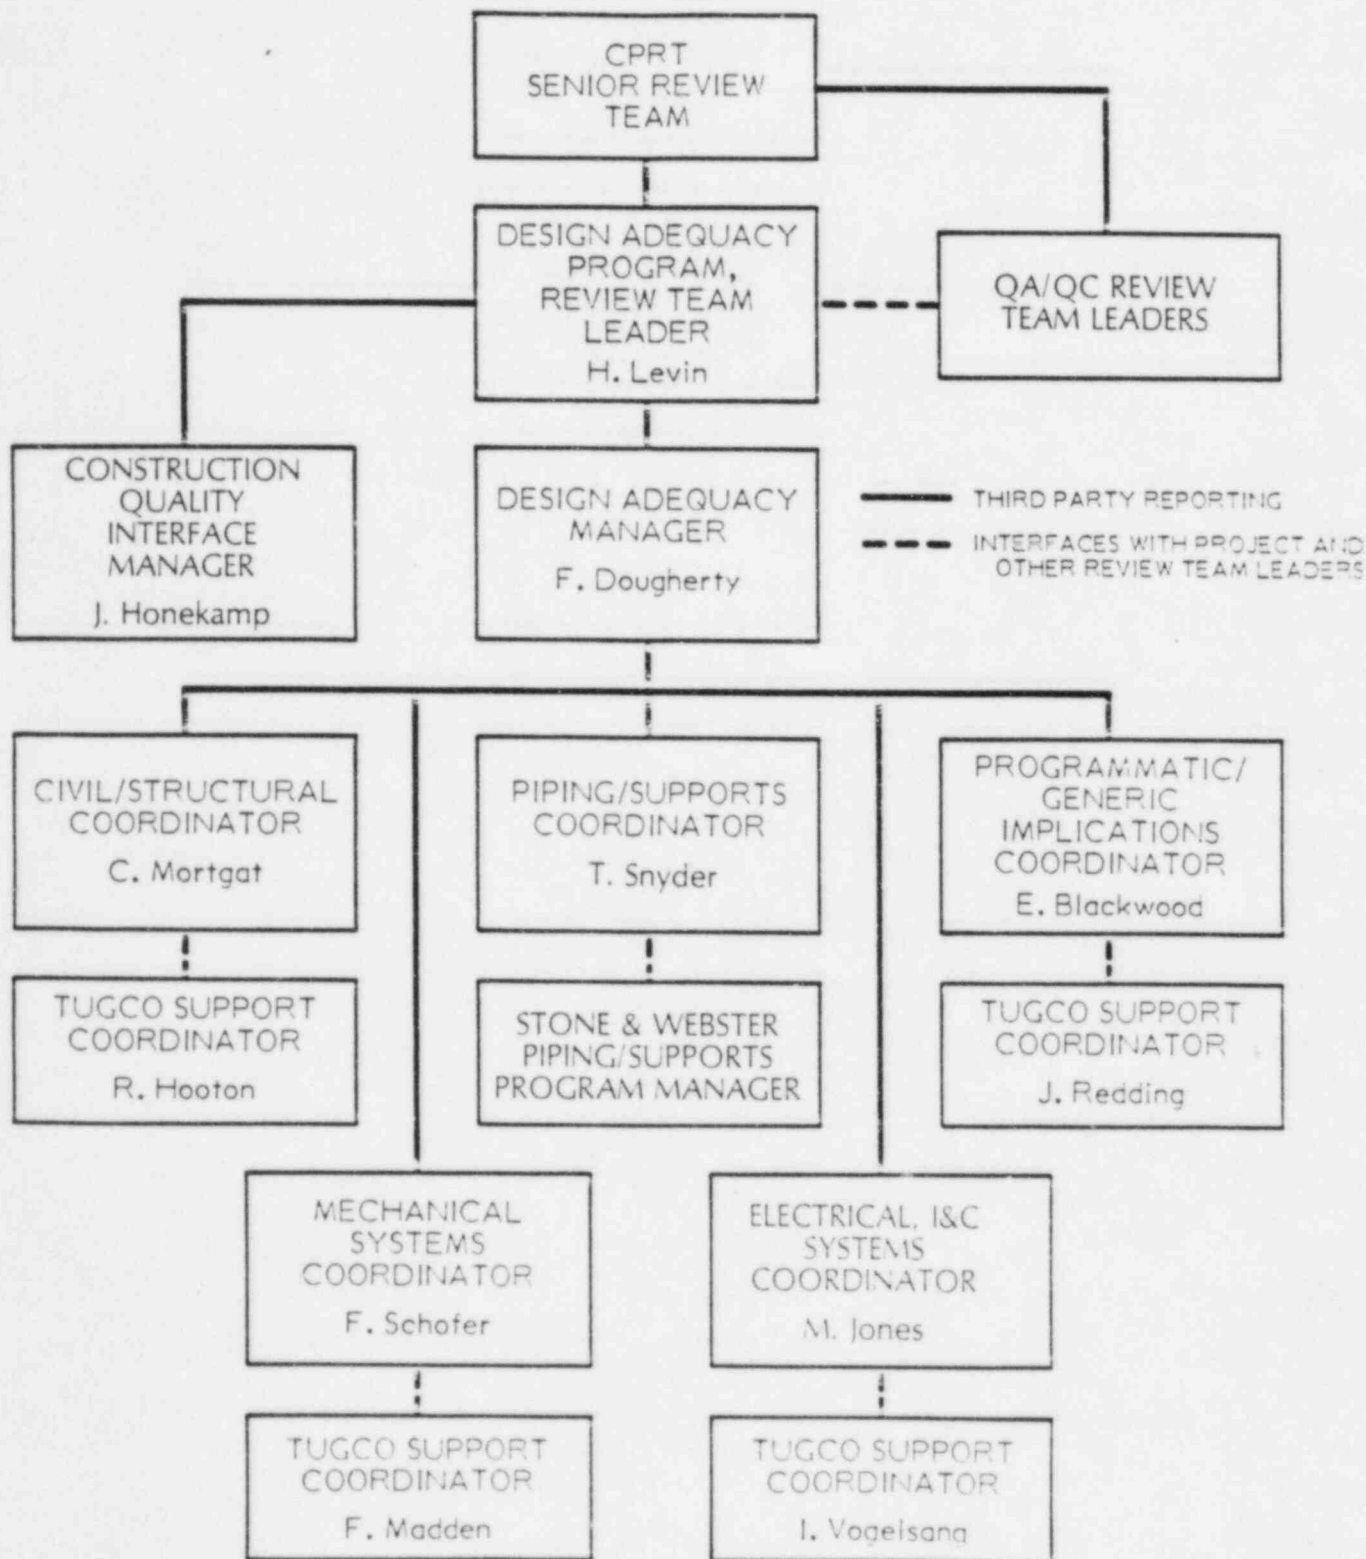 CPRT
SENIOR REVIEW
TEAM
DESIGN ADEQUACY
PROGRAM,
REVIEW TEAM
LEADER
H. Levin
QA/QC REVIEW
TEAM LEADERS
CONSTRUCTION
QUALITY
INTERFACE
MANAGER
J. Honekamp
DESIGN ADEQUACY
MANAGER
F. Dougherty
THIRD PARTY REPORTING
INTERFACES WITH PROJECT AND
OTHER REVIEW TEAM LEADERS
CIVIL/STRUCTURAL
COORDINATOR
C. Mortgat
PIPING/SUPPORTS
COORDINATOR
T. Snyder
PROGRAMMATIC/
GENERIC
IMPLICATIONS
COORDINATOR
E. Blackwood
TUGCO SUPPORT
COORDINATOR
R. Hooton
STONE & WEBSTER
PIPING/SUPPORTS
PROGRAM MANAGER
TUGCO SUPPORT
COORDINATOR
J. Redding
MECHANICAL
SYSTEMS
COORDINATOR
F. Schofer
ELECTRICAL, I&C
SYSTEMS
COORDINATOR
M. Jones
TUGCO SUPPORT
COORDINATOR
F. Madden
TUGCO SUPPORT
COORDINATOR
I. Vogelsang